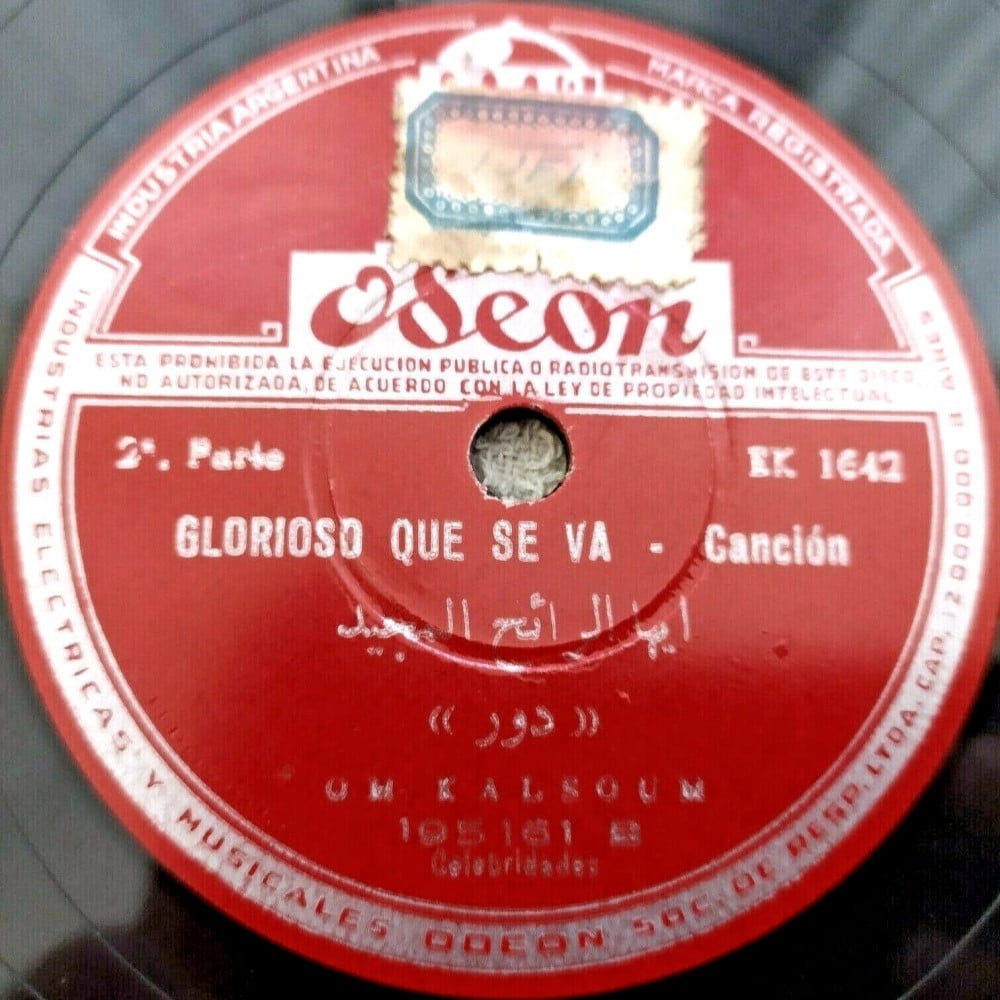 INDUSTRIA ARGENTINA
MARCA REGISTRADA
Odeon
ESTA PROHIBIDA LA EJECUCION PUBLICA O RADIOTRANSMISION DE ESTE DISCO,
NO AUTORIZADA, DE ACUERDO CON LA LEY DE PROPIEDAD INTELECTUAL
2ª. Parte
EK 1642
GLORIOSO QUE SE VA - Canción
ايها الرائح المجيد
« دور »
OM KALSOUM
195161 B
Celebridades
INDUSTRIAS ELECTRICAS Y MUSICALES ODEON SOC. DE RESP. LTDA. CAP. 12.000.000 B AIRES